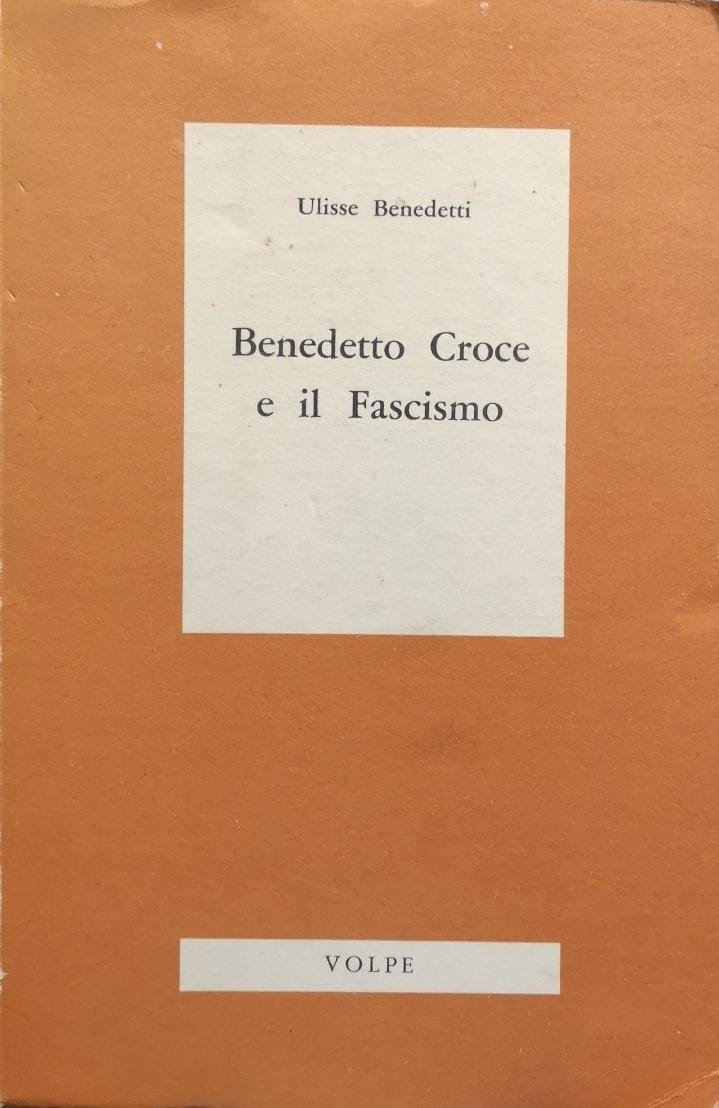 Ulisse Benedetti
Benedetto Croce
e il Fascismo
VOLPE